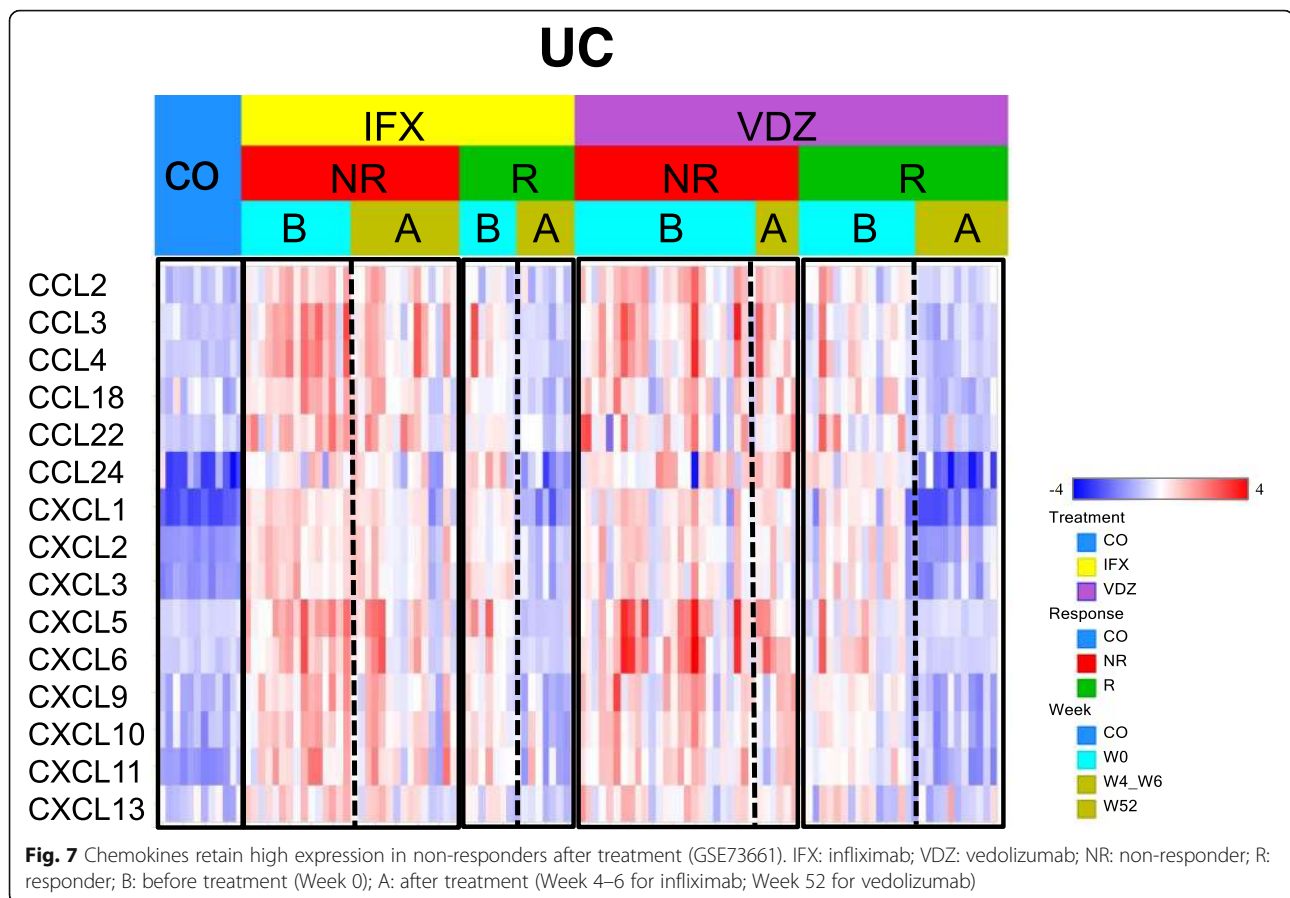 UC
IFX VDZ
CO NR R NR R
B A B A B A B A
CCL2
CCL3
CCL4
CCL18
CCL22
CCL24
CXCL1
CXCL2
CXCL3
CXCL5
CXCL6
CXCL9
CXCL10
CXCL11
CXCL13
-4 4
Treatment
CO
IFX
VDZ
Response
CO
NR
R
Week
CO
W0
W4_W6
W52
Fig. 7 Chemokines retain high expression in non-responders after treatment (GSE73661). IFX: infliximab; VDZ: vedolizumab; NR: non-responder; R:
responder; B: before treatment (Week 0); A: after treatment (Week 4–6 for infliximab; Week 52 for vedolizumab)